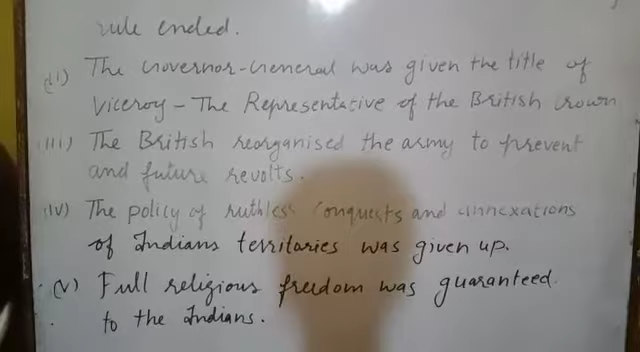 rule ended.
(ii) The Governor-General was given the title of
Viceroy - The Representative of the British crown
(iii) The British reorganised the army to prevent
and future revolts.
(iv) The policy of ruthless conquests and annexations
of Indians territaries was given up.
(v) Full religious freedom was guaranteed.
to the Indians.